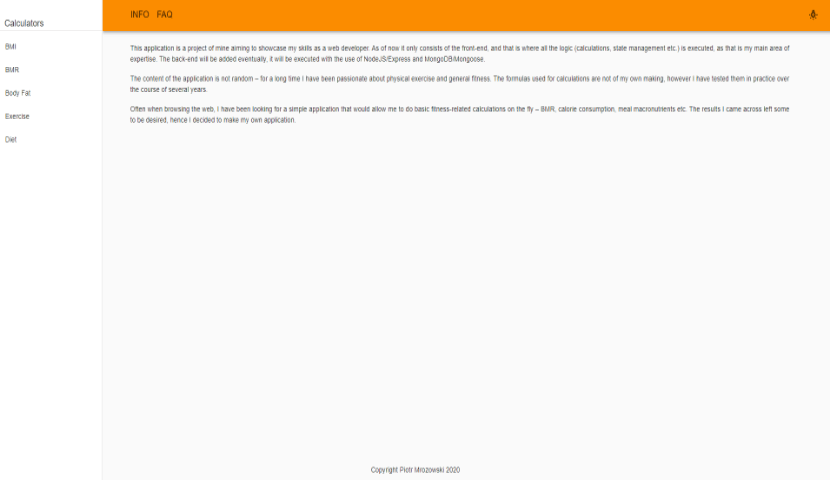 INFO FAQ
Calculators
BMI
BMR
Body Fat
Exercise
Diet
This application is a project of mine aiming to showcase my skills as a web developer. As of now it only consists of the front-end, and that is where all the logic (calculations, state management etc.) is executed, as that is my main area of
expertise. The back-end will be added eventually, it will be executed with the use of NodeJS/Express and MongoDB/Mongoose.
The content of the application is not random – for a long time I have been passionate about physical exercise and general fitness. The formulas used for calculations are not of my own making, however I have tested them in practice over
the course of several years.
Often when browsing the web, I have been looking for a simple application that would allow me to do basic fitness-related calculations on the fly – BMR, calorie consumption, meal macronutrients etc. The results I came across left some
to be desired, hence I decided to make my own application.
Copyright Piotr Mrozowski 2020